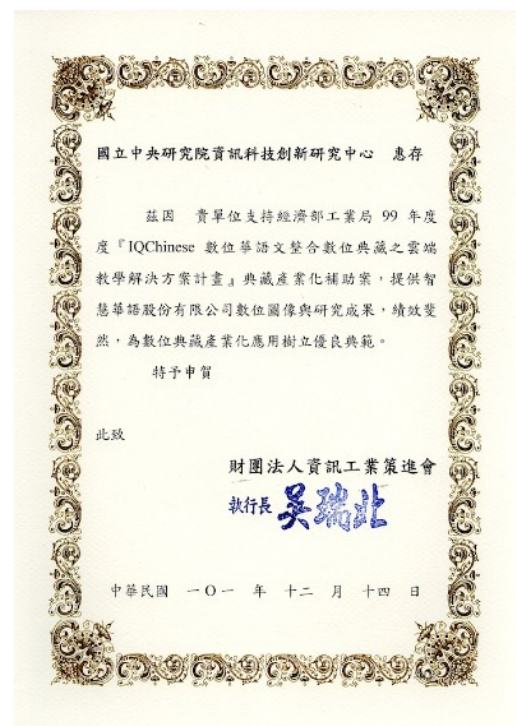 國立中央研究院資訊科技創新研究中心 惠存
茲因 貴單位支持經濟部工業局 99 年度
度『IQChinese 數位華語文整合數位典藏之雲端
教學解決方案計畫』典藏產業化補助案,提供智
慧華語股份有限公司數位圖像與研究成果,績效斐
然,為數位典藏產業化應用樹立優良典範。
特予申賀
此致
財團法人資訊工業策進會
執行長 吳瑞北
中華民國 一〇一 年 十二 月 十四 日